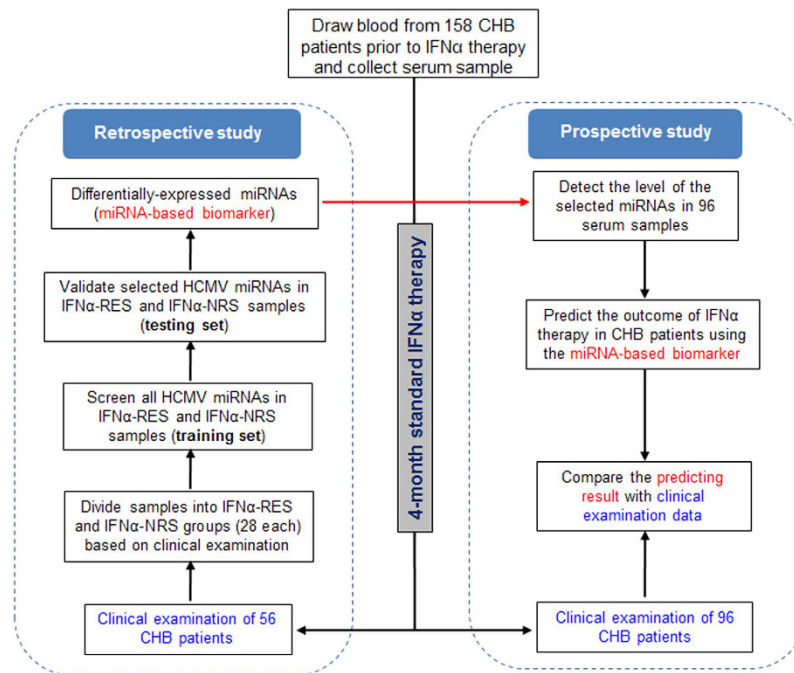 Draw blood from 158 CHB
patients prior to IFNα therapy
and collect serum sample
Retrospective study
Differentially-expressed miRNAs
(miRNA-based biomarker)
Validate selected HCMV miRNAs in
IFNα-RES and IFNα-NRS samples
(testing set)
Screen all HCMV miRNAs in
IFNα-RES and IFNα-NRS
samples (training set)
Divide samples into IFNα-RES
and IFNα-NRS groups (28 each)
based on clinical examination
Clinical examination of 56
CHB patients
4-month standard IFNα therapy
Prospective study
Detect the level of the
selected miRNAs in 96
serum samples
Predict the outcome of IFNα
therapy in CHB patients using
the miRNA-based biomarker
Compare the predicting
result with clinical
examination data
Clinical examination of 96
CHB patients